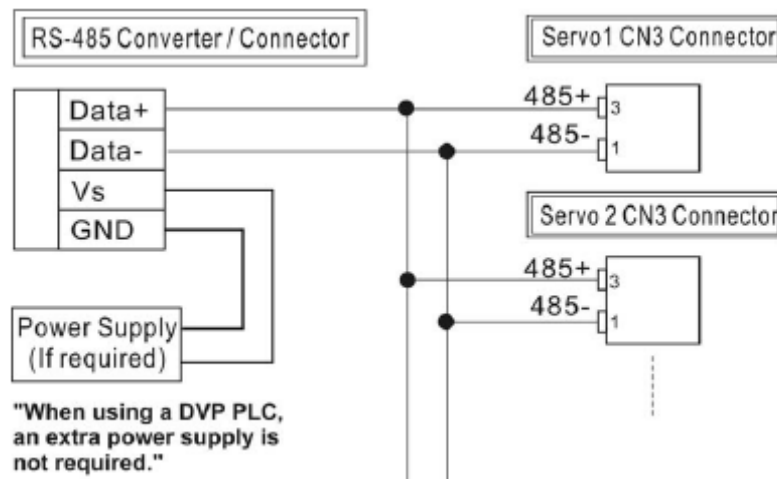 RS-485 Converter / Connector
Servo1 CN3 Connector
Data+
Data-
Vs
GND
485+
3
485-
1
Servo 2 CN3 Connector
485+
3
485-
1
Power Supply
(If required)
"When using a DVP PLC,
an extra power supply is
not required."